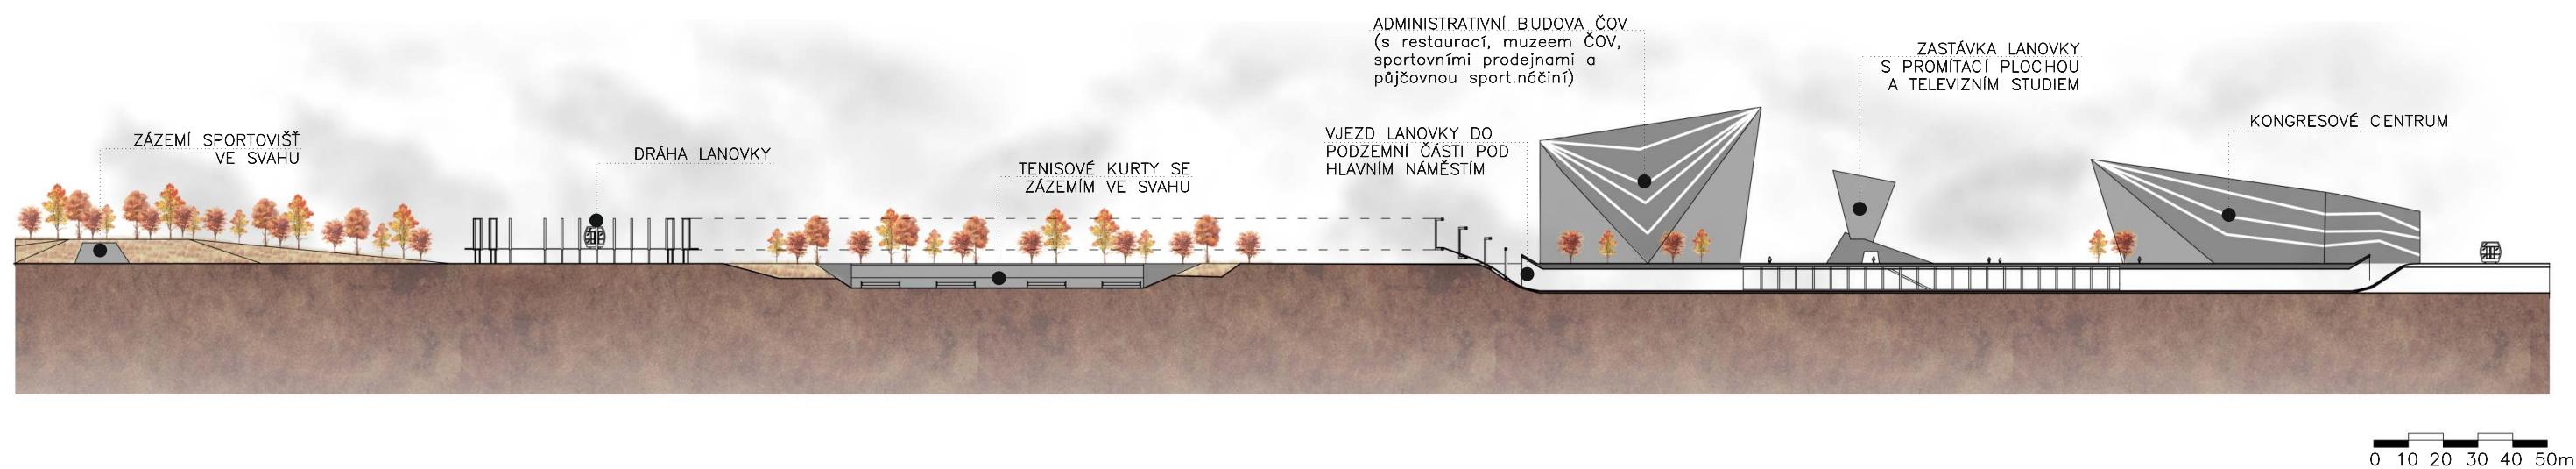 ZÁZEMÍ SPORTOVIŠŤ
VE SVAHU
DRÁHA LANOVKY
TENISOVÉ KURTY SE
ZÁZEMÍM VE SVAHU
VJEZD LANOVKY DO
PODZEMNÍ ČÁSTI POD
HLAVNÍM NÁMĚSTÍM
ADMINISTRATIVNÍ BUDOVA ČOV
(s restaurací, muzeem ČOV,
sportovními prodejnami a
půjčovnou sport.náčiní)
ZASTÁVKA LANOVKY
S PROMÍTACÍ PLOCHOU
A TELEVIZNÍM STUDIEM
KONGRESOVÉ CENTRUM
0 10 20 30 40 50m